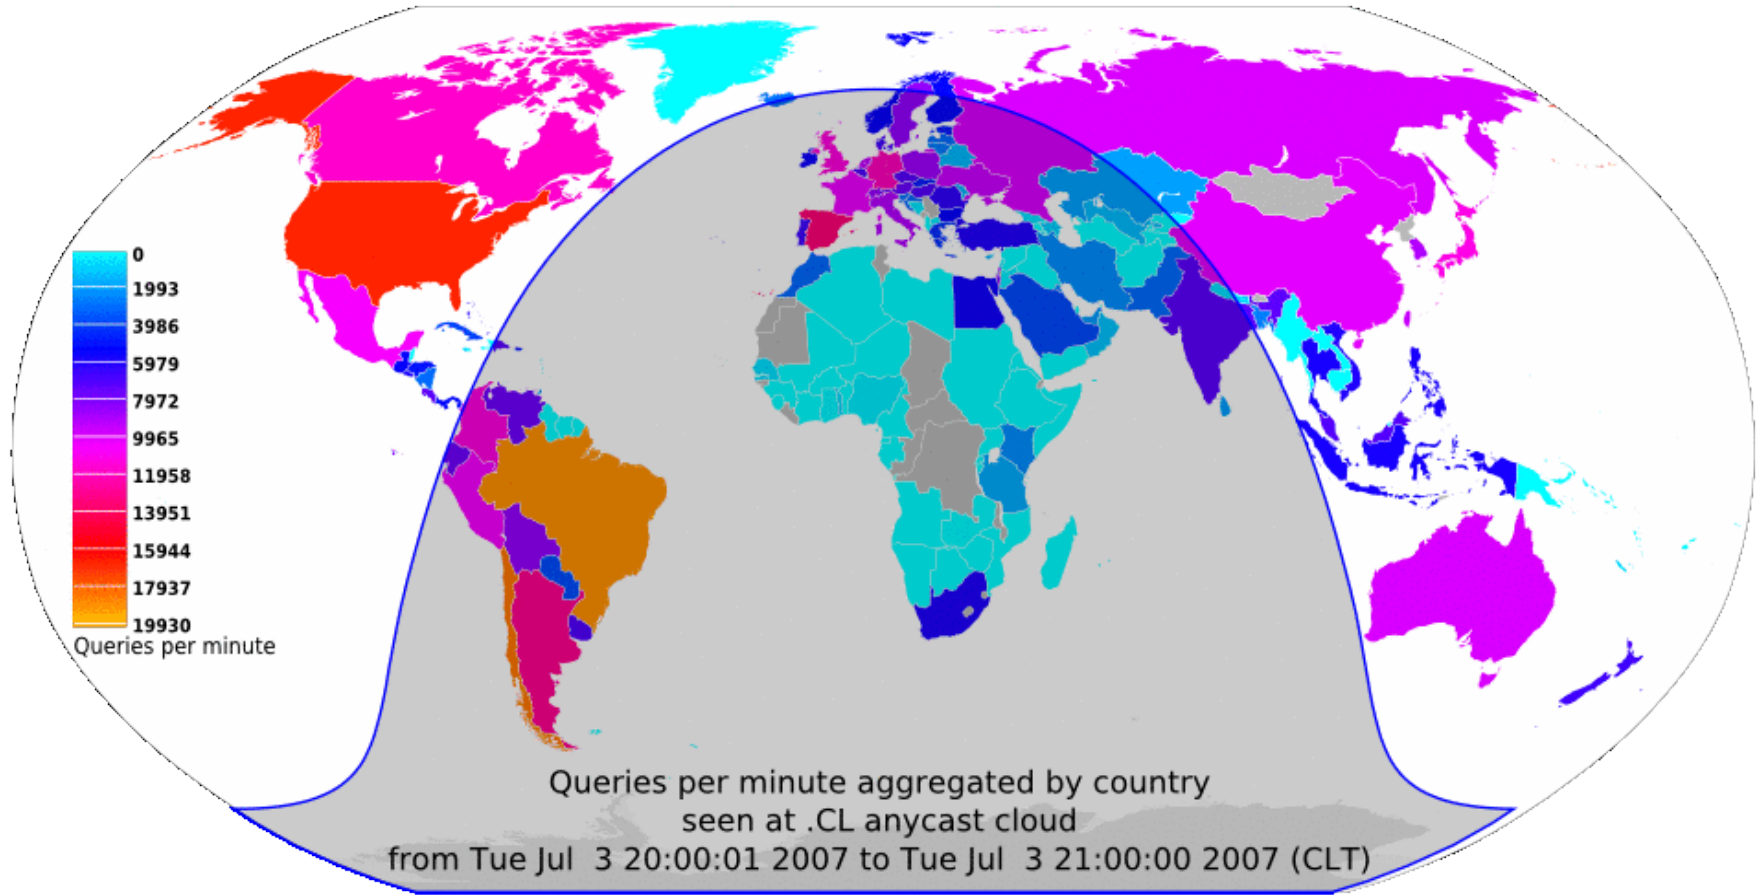 0
1993
3986
5979
7972
9965
11958
13951
15944
17937
19930
Queries per minute
Queries per minute aggregated by country
seen at .CL anycast cloud
from Tue Jul  3 20:00:01 2007 to Tue Jul  3 21:00:00 2007 (CLT)